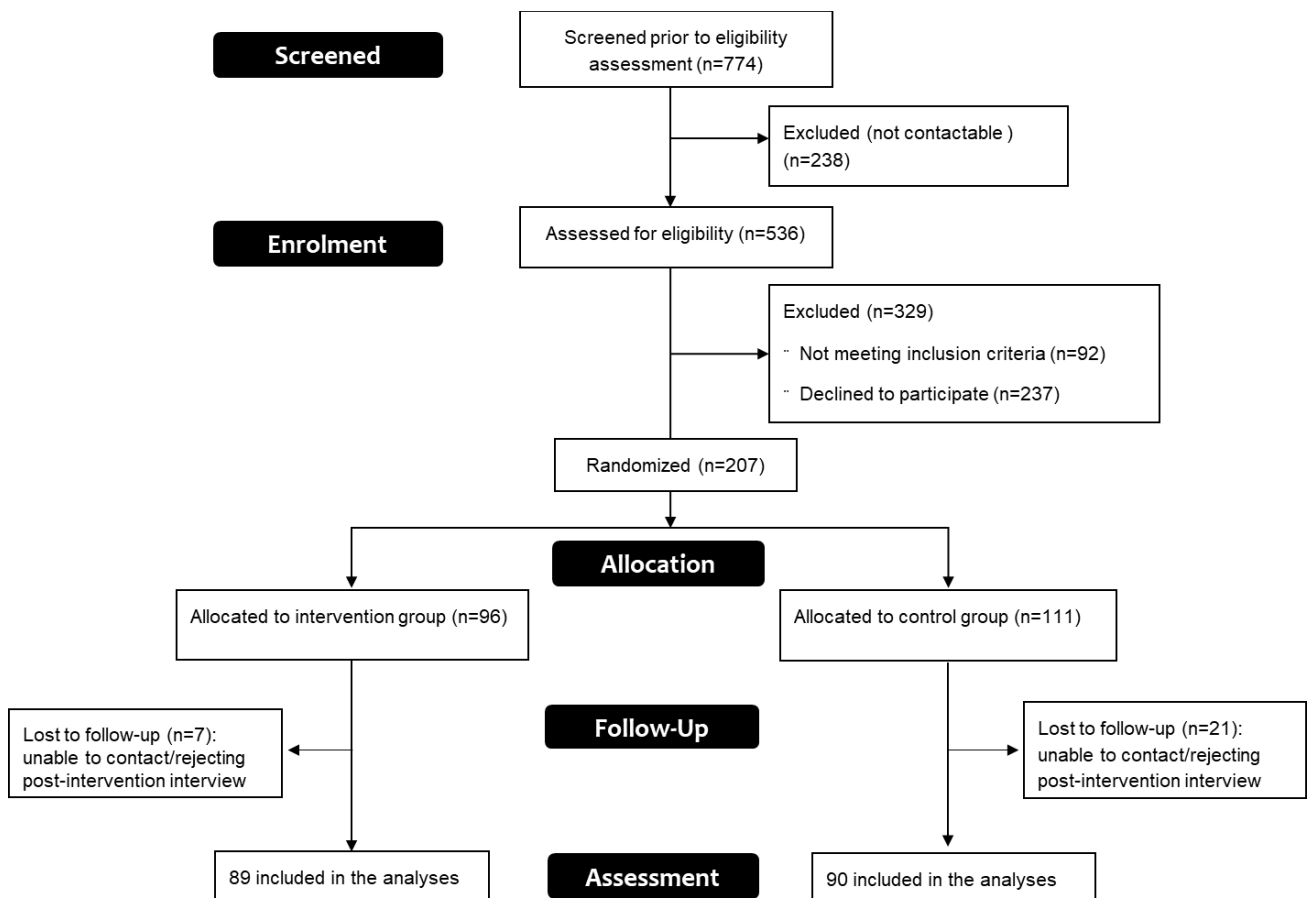 Screened
Screened prior to eligibility
assessment (n=774)
Excluded (not contactable )
(n=238)
Enrolment
Assessed for eligibility (n=536)
Excluded (n=329)
¨ Not meeting inclusion criteria (n=92)
¨ Declined to participate (n=237)
Randomized (n=207)
Allocation
Allocated to intervention group (n=96)
Allocated to control group (n=111)
Lost to follow-up (n=7):
unable to contact/rejecting
post-intervention interview
Follow-Up
Lost to follow-up (n=21):
unable to contact/rejecting
post-intervention interview
89 included in the analyses
Assessment
90 included in the analyses